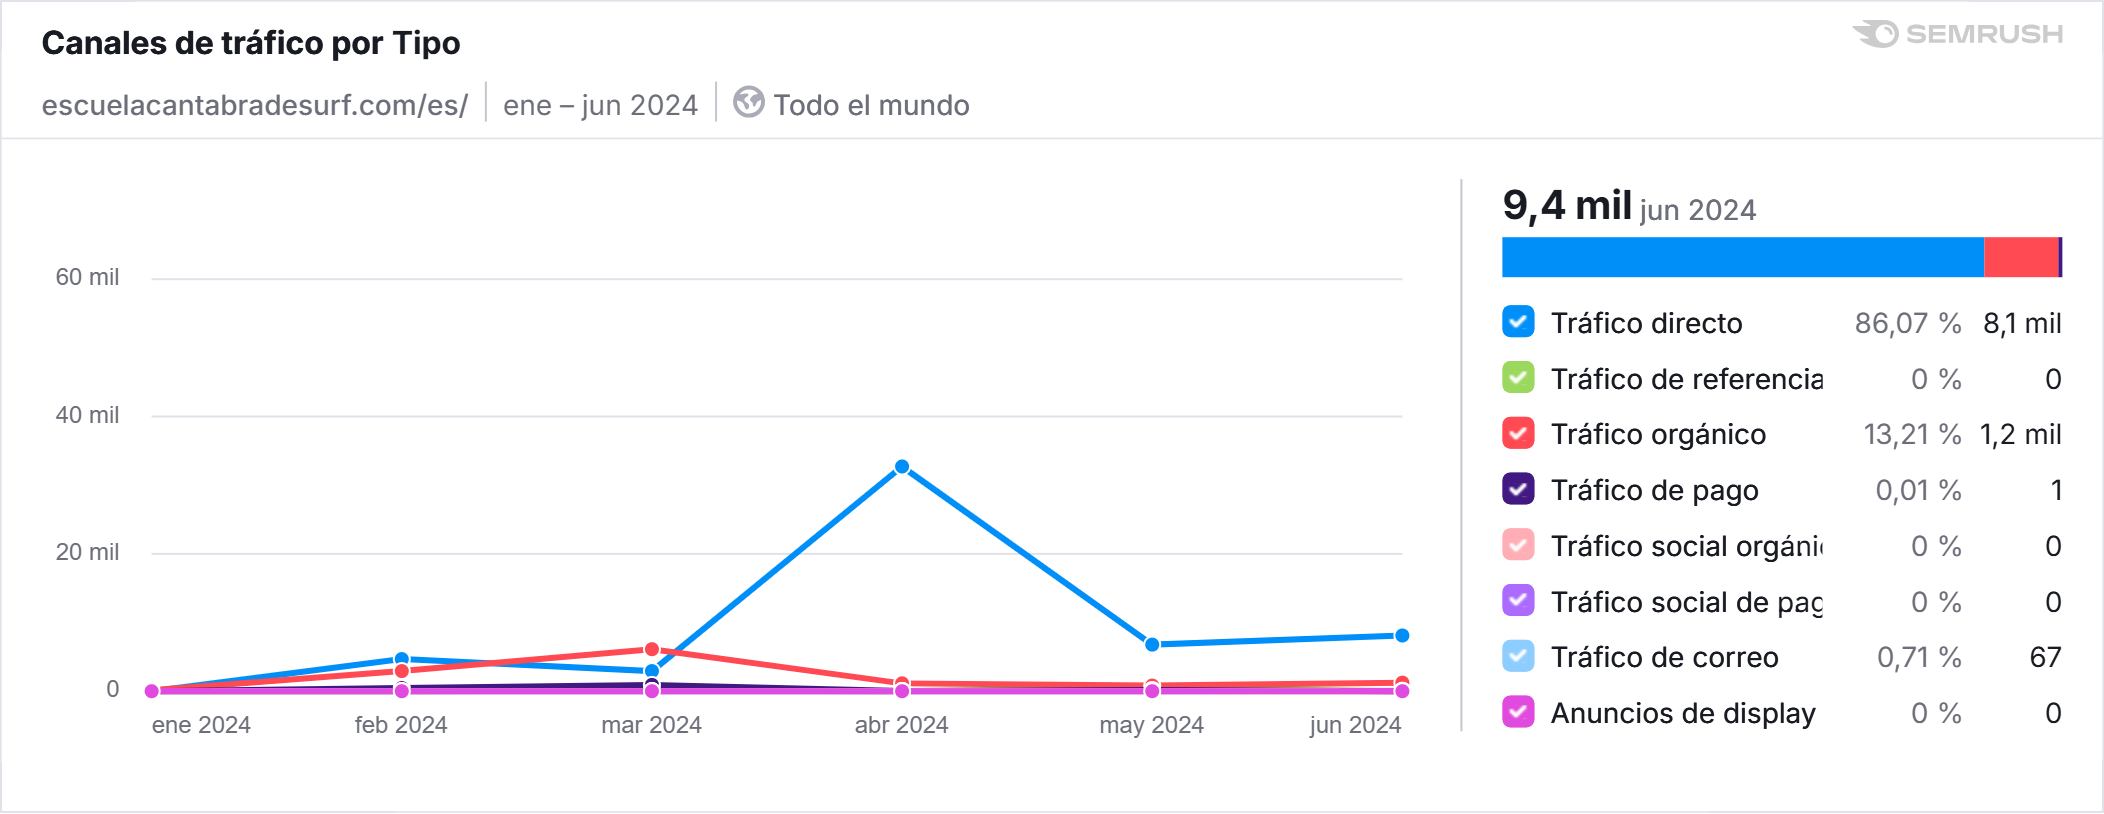 Canales de tráfico por Tipo
SEMRUSH
escuelacantabradesurf.com/es/ ene – jun 2024 Todo el mundo
60 mil
40 mil
20 mil
0
ene 2024 feb 2024 mar 2024 abr 2024 may 2024 jun 2024
9,4 mil jun 2024
Tráfico directo 86,07 % 8,1 mil
Tráfico de referencia 0 % 0
Tráfico orgánico 13,21 % 1,2 mil
Tráfico de pago 0,01 % 1
Tráfico social orgáni 0 % 0
Tráfico social de pag 0 % 0
Tráfico de correo 0,71 % 67
Anuncios de display 0 % 0